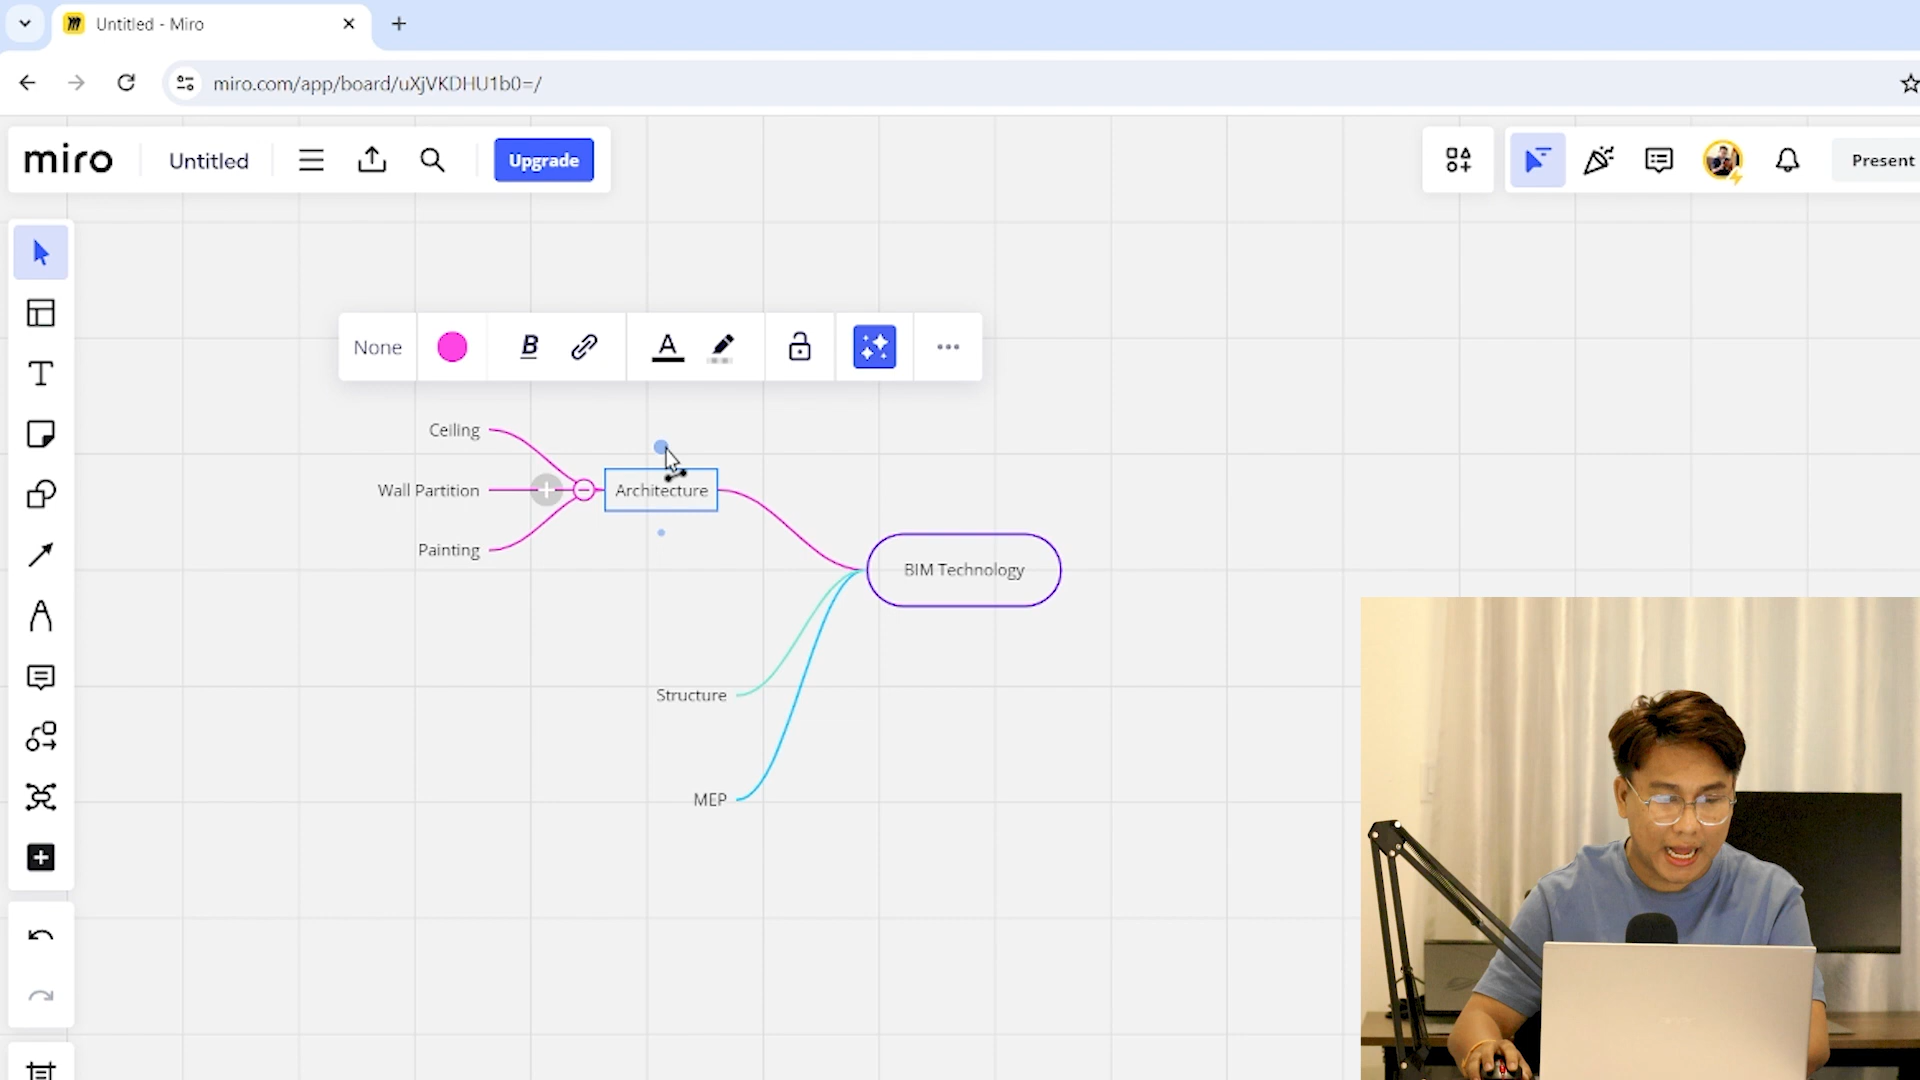 Untitled - Miro
miro.com/app/board/uXjVKDHU1b0=/
miro
Untitled
Upgrade
Present
None
B
A
Ceiling
Wall Partition
Painting
Architecture
BIM Technology
Structure
MEP